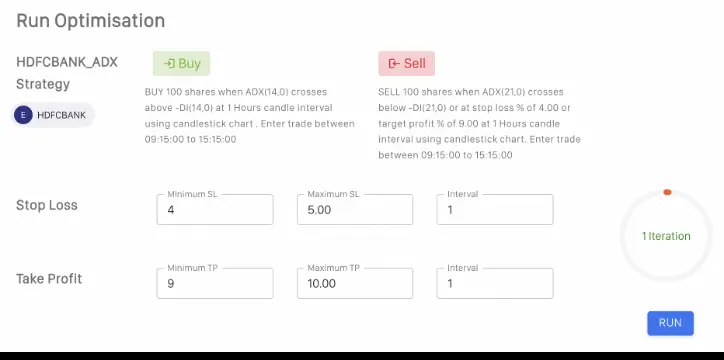 Run Optimisation
HDFCBANK_ADX
Strategy
E HDFCBANK
Buy
BUY 100 shares when ADX(14,0) crosses
above -DI(14,0) at 1 Hours candle interval
using candlestick chart . Enter trade between
09:15:00 to 15:15:00
Sell
SELL 100 shares when ADX(21,0) crosses
below -DI(21,0) or at stop loss % of 4.00 or
target profit % of 9.00 at 1 Hours candle
interval using candlestick chart. Enter trade
between 09:15:00 to 15:15:00
Stop Loss
Minimum SL
4
Maximum SL
5.00
Interval
1
Take Profit
Minimum TP
9
Maximum TP
10.00
Interval
1
1 Iteration
RUN